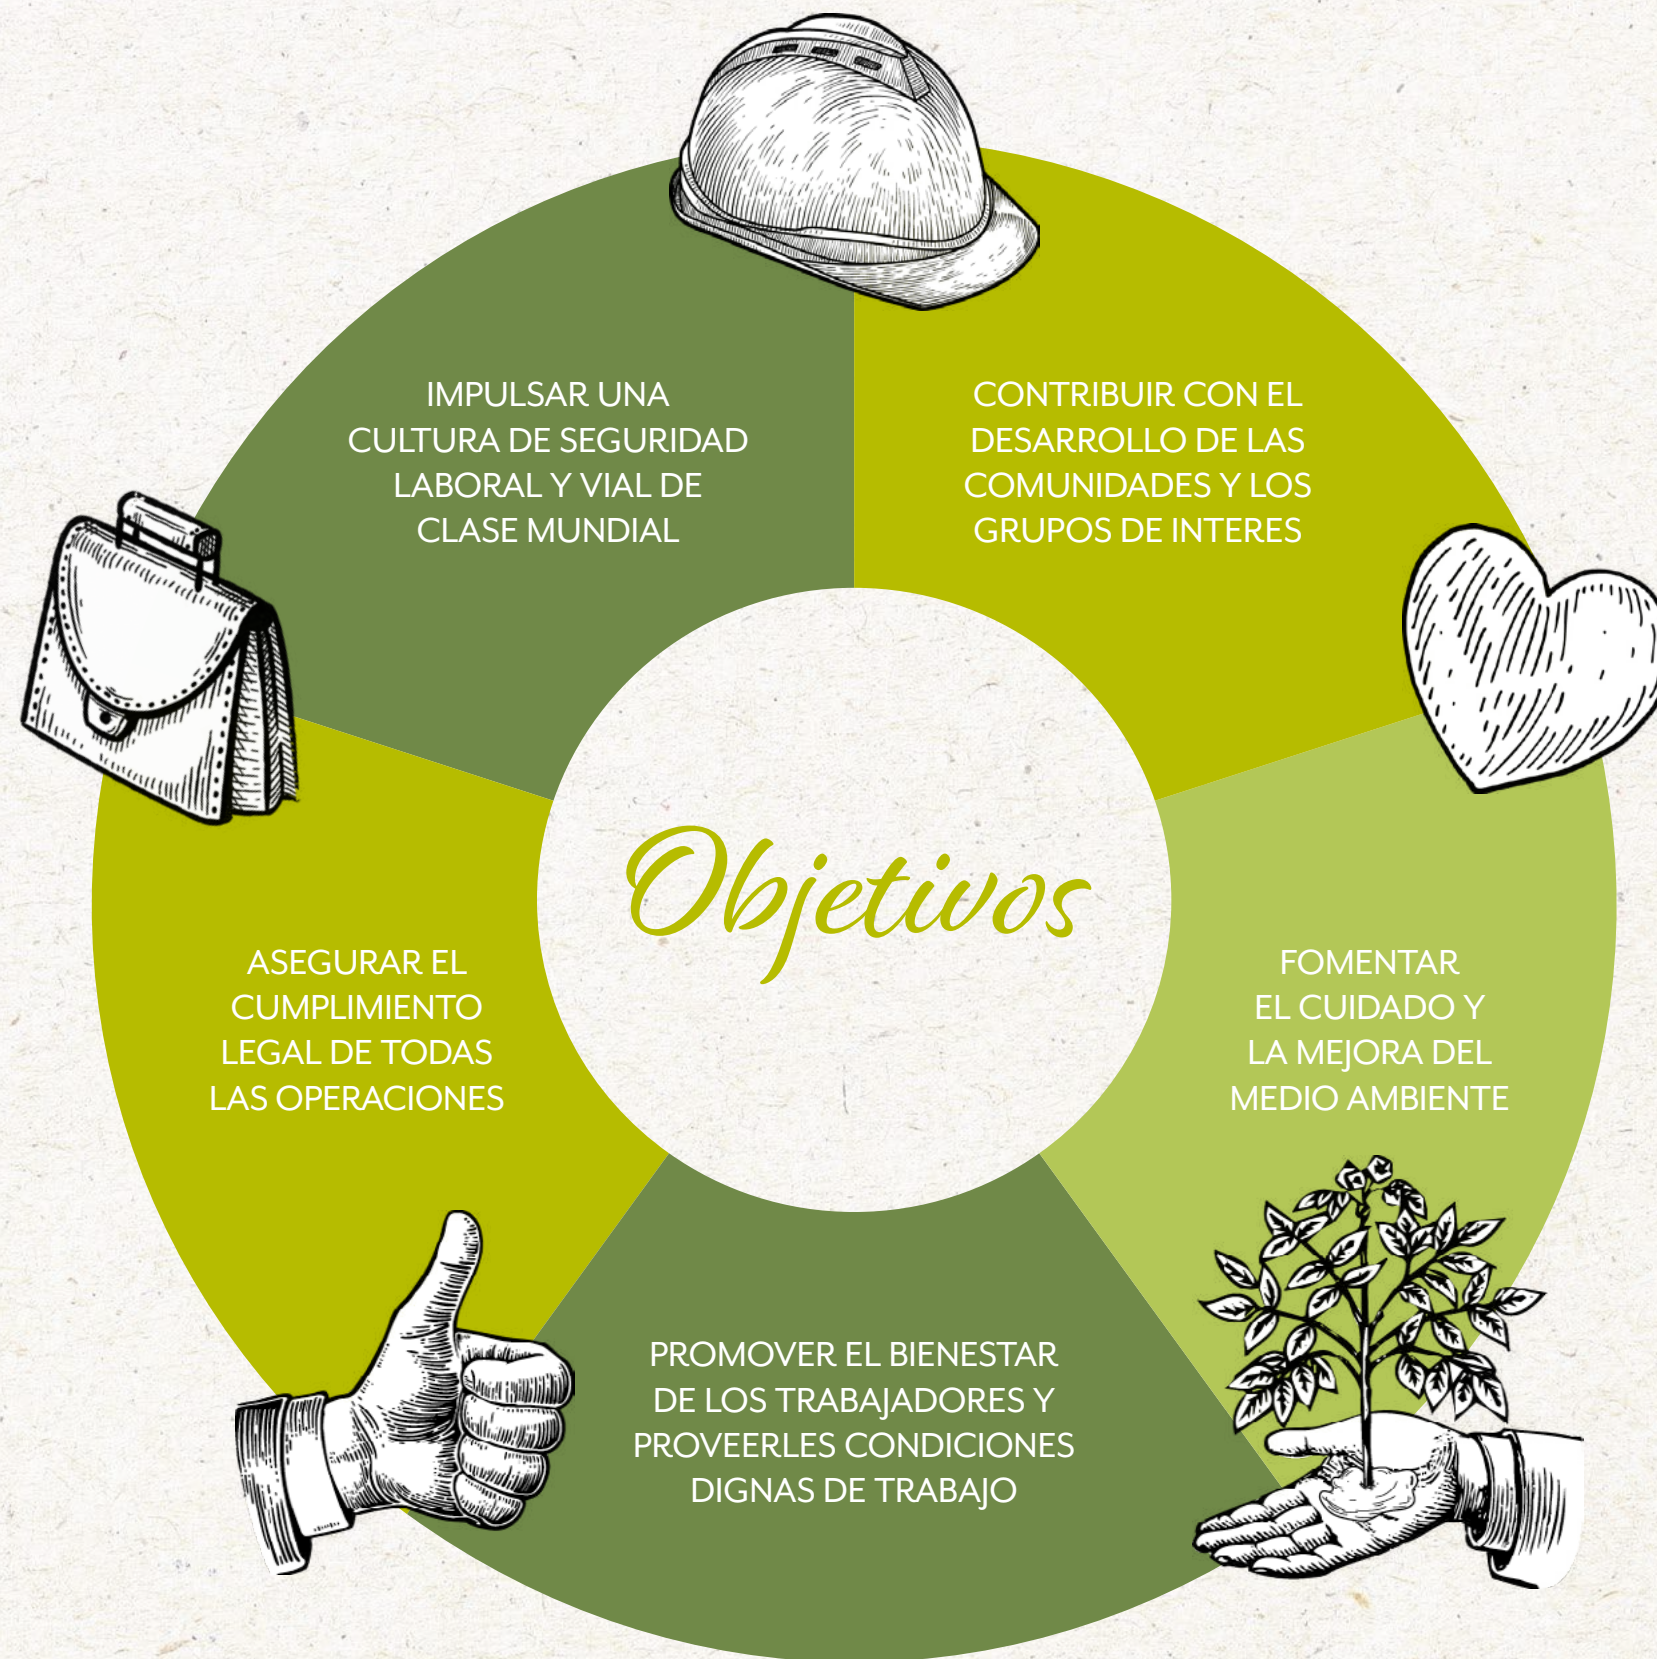 IMPULSAR UNA
CULTURA DE SEGURIDAD
LABORAL Y VIAL DE
CLASE MUNDIAL
CONTRIBUIR CON EL
DESARROLLO DE LAS
COMUNIDADES Y LOS
GRUPOS DE INTERES
Objetivos
ASEGURAR EL
CUMPLIMIENTO
LEGAL DE TODAS
LAS OPERACIONES
FOMENTAR
EL CUIDADO Y
LA MEJORA DEL
MEDIO AMBIENTE
PROMOVER EL BIENESTAR
DE LOS TRABAJADORES Y
PROVEERLES CONDICIONES
DIGNAS DE TRABAJO